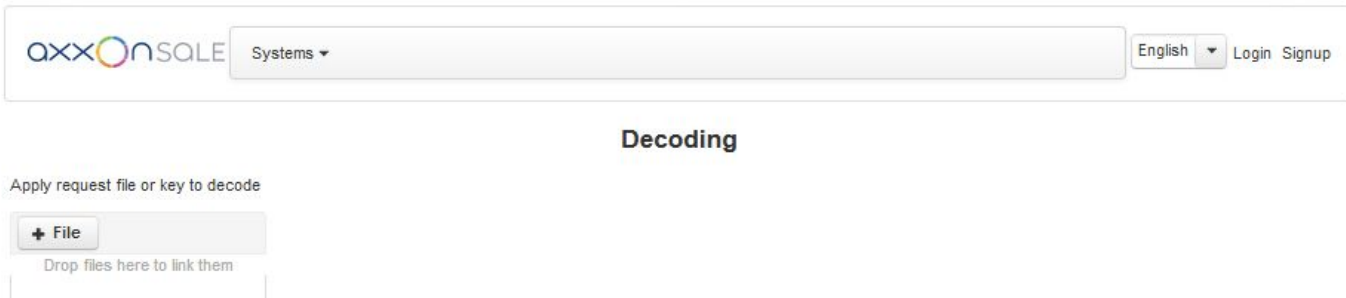 axxOnSALE Systems English Login Signup
Decoding
Apply request file or key to decode
+ File
Drop files here to link them